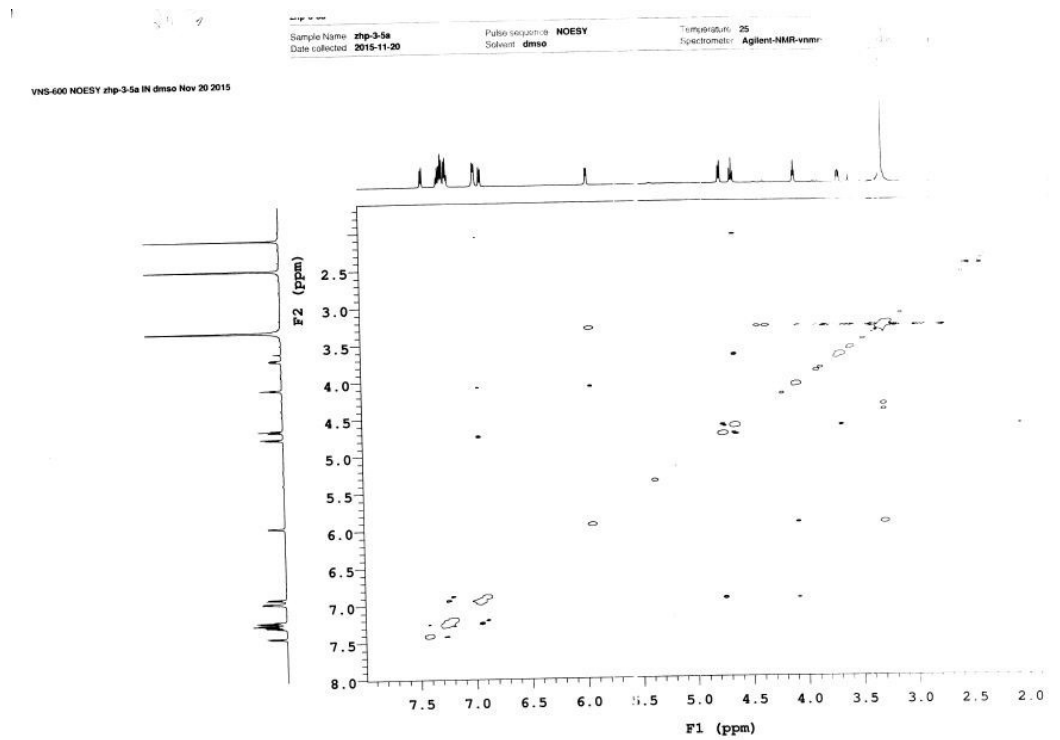 Sample Name zhp-3-5a
Date collected 2015-11-20
Pulse sequence NOESY
Solvent dmso
Temperature 25
Spectrometer Agilent-NMR-vnmr
VNS-600 NOESY zhp-3-5a IN dmso Nov 20 2015
F2 (ppm)
2.5
3.0
3.5
4.0
4.5
5.0
5.5
6.0
6.5
7.0
7.5
8.0
7.5 7.0 6.5 6.0 5.5 5.0 4.5 4.0 3.5 3.0 2.5 2.0
F1 (ppm)